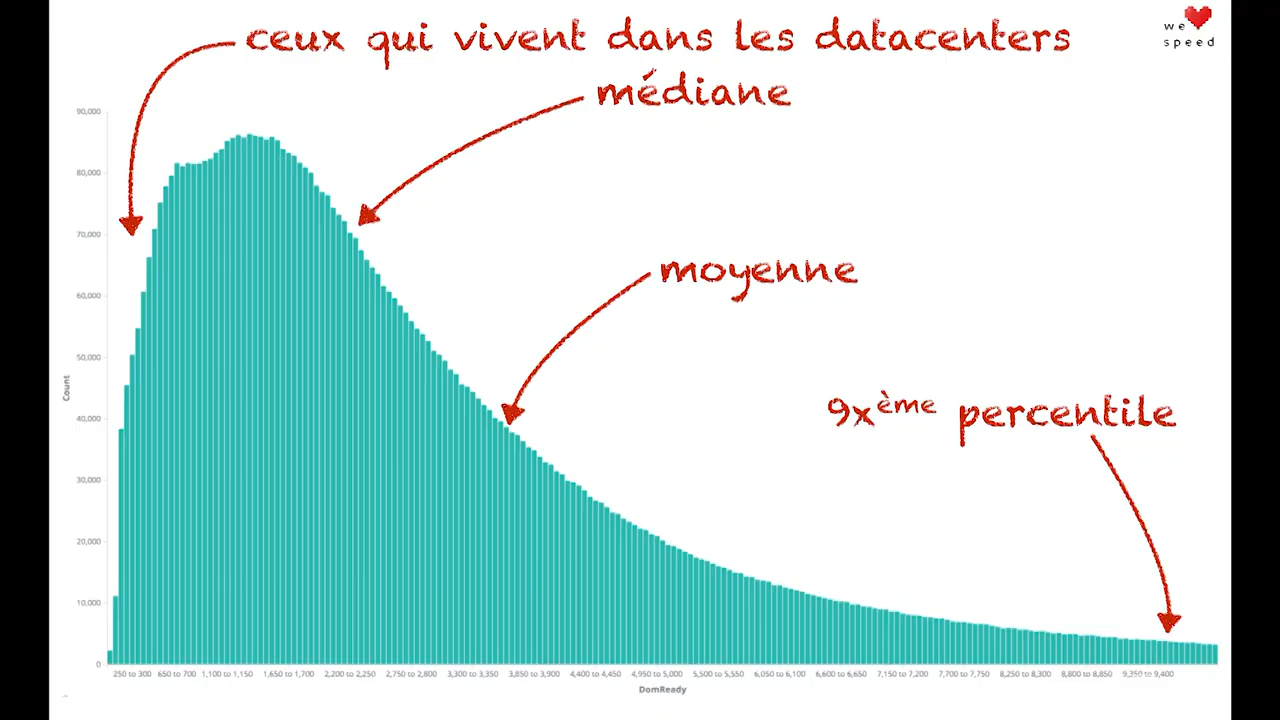 ceux qui vivent dans les datacenters
we
speed
médiane
moyenne
9xème percentile
90,000
80,000
70,000
60,000
50,000
40,000
30,000
20,000
10,000
0
Count
250 to 300 650 to 700 1,100 to 1,150 1,650 to 1,700 2,200 to 2,250 2,750 to 2,800 3,300 to 3,350 3,850 to 3,900 4,400 to 4,450 4,950 to 5,000 5,500 to 5,550 6,050 to 6,100 6,600 to 6,650 7,150 to 7,200 7,700 to 7,750 8,250 to 8,300 8,800 to 8,850 9,350 to 9,400
DomReady